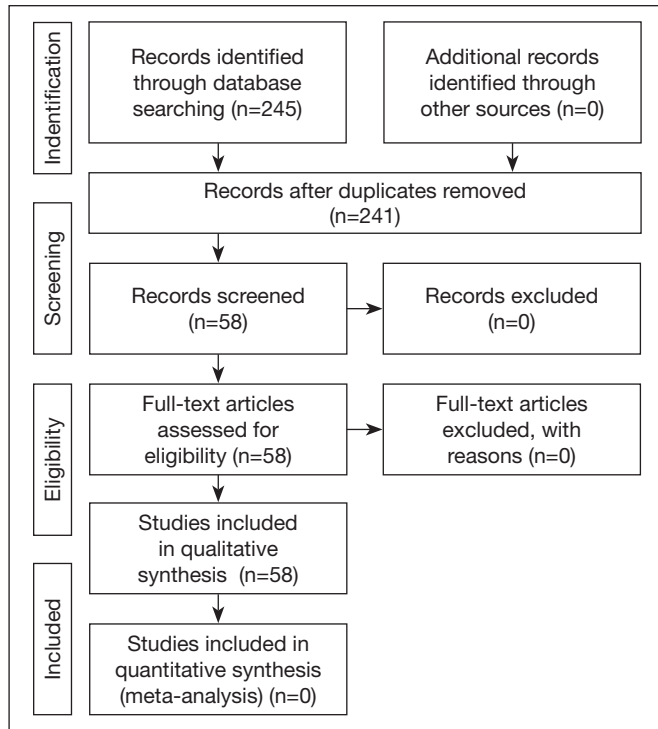 Indentification
Records identified
through database
searching (n=245)
Additional records
identified through
other sources (n=0)
Records after duplicates removed
(n=241)
Screening
Records screened
(n=58)
Records excluded
(n=0)
Eligibility
Full-text articles
assessed for
eligibility (n=58)
Full-text articles
excluded, with
reasons (n=0)
Studies included
in qualitative
synthesis (n=58)
Included
Studies included in
quantitative synthesis
(meta-analysis) (n=0)